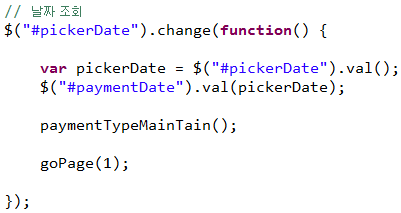 // 날짜 조회
$("#pickerDate").change(function() {
var pickerDate = $("#pickerDate").val();
$("#paymentDate").val(pickerDate);
paymentTypeMainTain();
goPage(1);
});